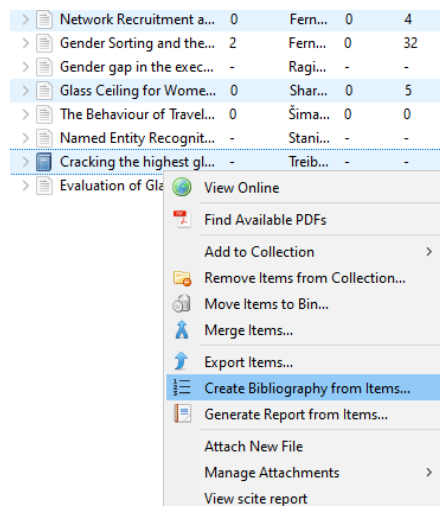 Network Recruitment a... 0 Fern... 0 4
Gender Sorting and the... 2 Fern... 0 32
Gender gap in the exec... - Ragi... - -
Glass Ceiling for Wome... 0 Shar... 0 5
The Behaviour of Travel... 0 Šima... 0 0
Named Entity Recognit... - Stani... - -
Cracking the highest gl... - Treib... - -
Evaluation of Gla
View Online
Find Available PDFs
Add to Collection
Remove Items from Collection...
Move Items to Bin...
Merge Items...
Export Items...
Create Bibliography from Items...
Generate Report from Items...
Attach New File
Manage Attachments
View scite report